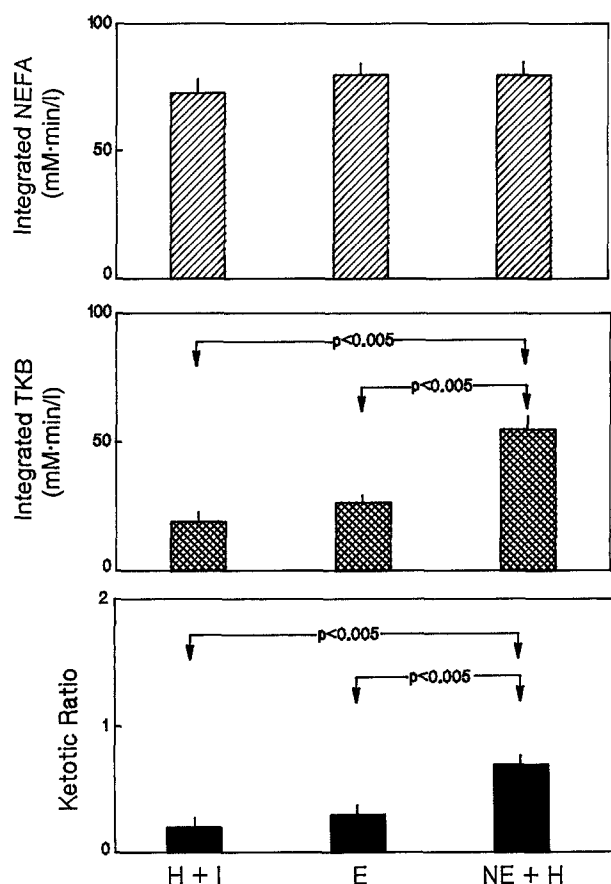 Integrated NEFA
(mM·min/l)
100
50
0
Integrated TKB
(mM·min/l)
100
50
0
p<0.005
p<0.005
Ketotic Ratio
2
1
0
p<0.005
p<0.005
H + I
E
NE + H